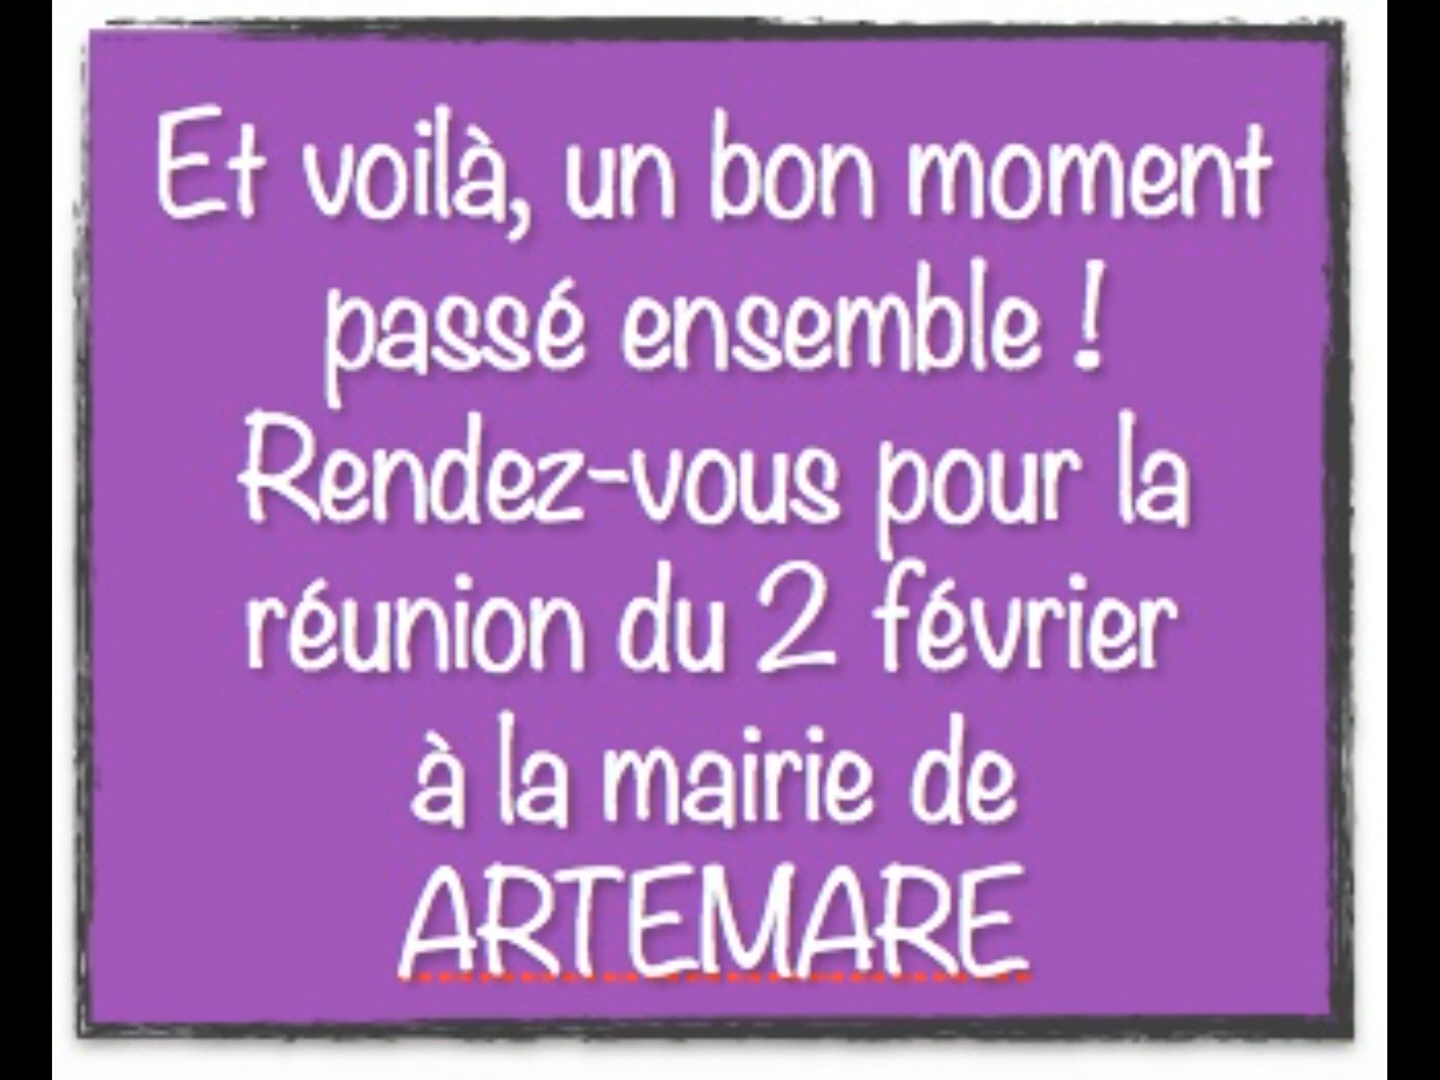 Et voilà, un bon moment
passé ensemble !
Rendez-vous pour la
réunion du 2 février
à la mairie de
ARTEMARE